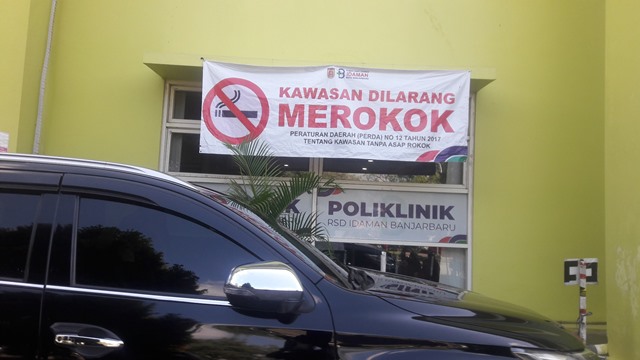 IDAMAN
KAWASAN DILARANG
MEROKOK
PERATURAN DAERAH (PERDA) NO 12 TAHUN 2017
TENTANG KAWASAN TANPA ASAP ROKOK
K
POLIKLINIK
RSD IDAMAN BANJARBARU